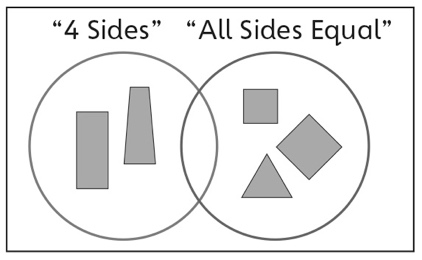 “4 Sides” “All Sides Equal”